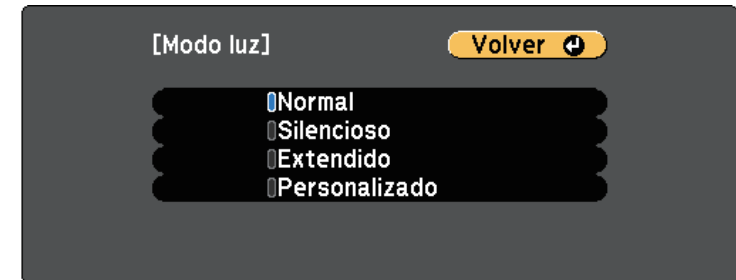 [Modo luz]
Volver
Normal
Silencioso
Extendido
Personalizado